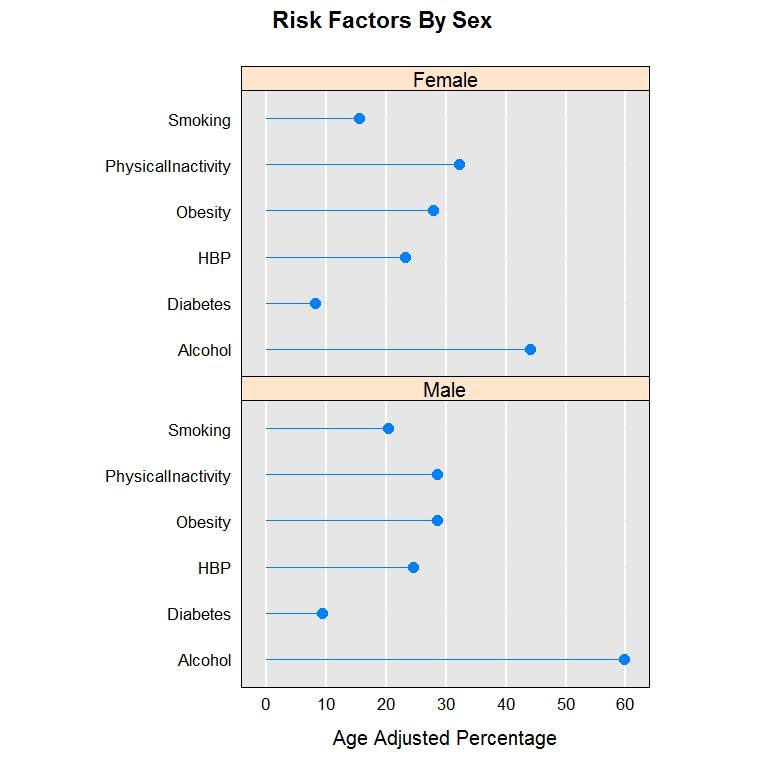 Risk Factors By Sex
Female
Smoking
PhysicalInactivity
Obesity
HBP
Diabetes
Alcohol
Male
Smoking
PhysicalInactivity
Obesity
HBP
Diabetes
Alcohol
0 10 20 30 40 50 60
Age Adjusted Percentage